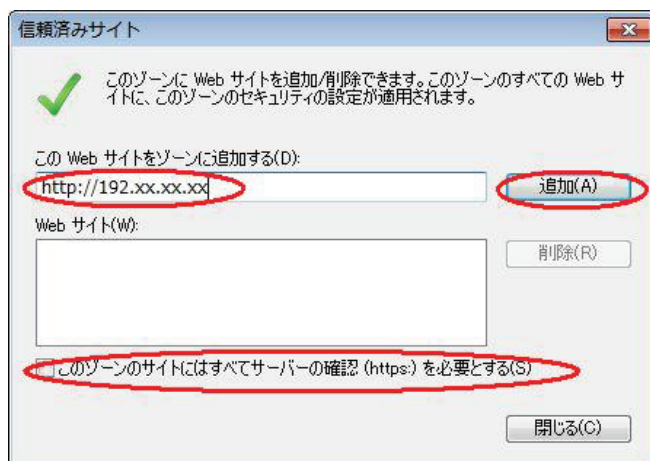 信頼済みサイト
このゾーンに Web サイトを追加/削除できます。このゾーンのすべての Web サ
イトに、このゾーンのセキュリティの設定が適用されます。
この Web サイトをゾーンに追加する(D):
http://192.xx.xx.xx
追加(A)
Web サイト(W):
削除(R)
このゾーンのサイトにはすべてサーバーの確認 (https:) を必要とする(S)
閉じる(C)